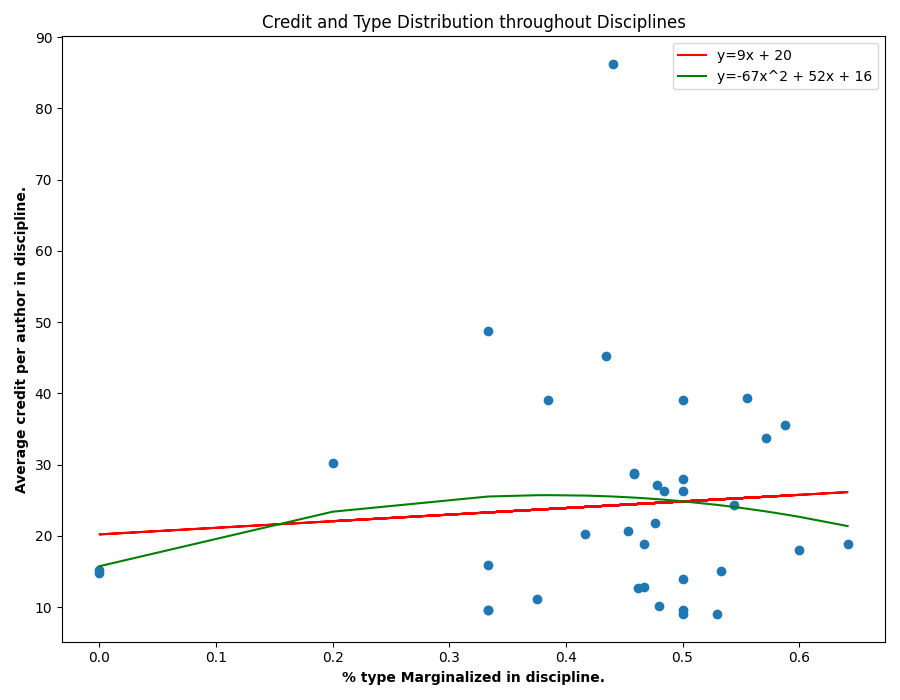 Credit and Type Distribution throughout Disciplines
y=9x + 20
y=-67x^2 + 52x + 16
90
80
70
60
50
40
30
20
10
Average credit per author in discipline.
0.0 0.1 0.2 0.3 0.4 0.5 0.6
% type Marginalized in discipline.